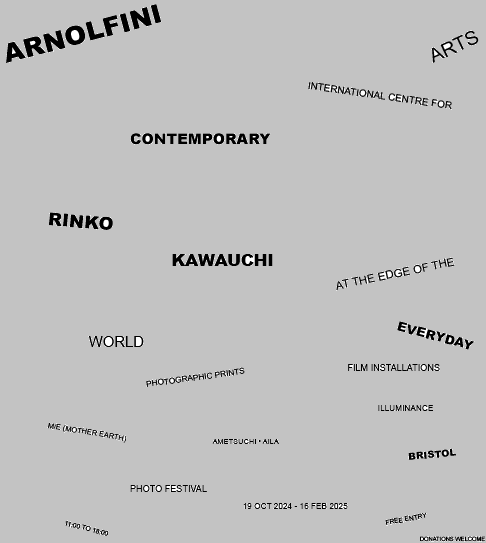 ARNOLFINI
ARTS
INTERNATIONAL CENTRE FOR
CONTEMPORARY
RINKO
KAWAUCHI
AT THE EDGE OF THE
EVERYDAY
WORLD
FILM INSTALLATIONS
PHOTOGRAPHIC PRINTS
ILLUMINANCE
M/E (MOTHER EARTH)
AMETSUCHI • AILA
BRISTOL
PHOTO FESTIVAL
19 OCT 2024 - 16 FEB 2025
FREE ENTRY
11:00 TO 18:00
DONATIONS WELCOME